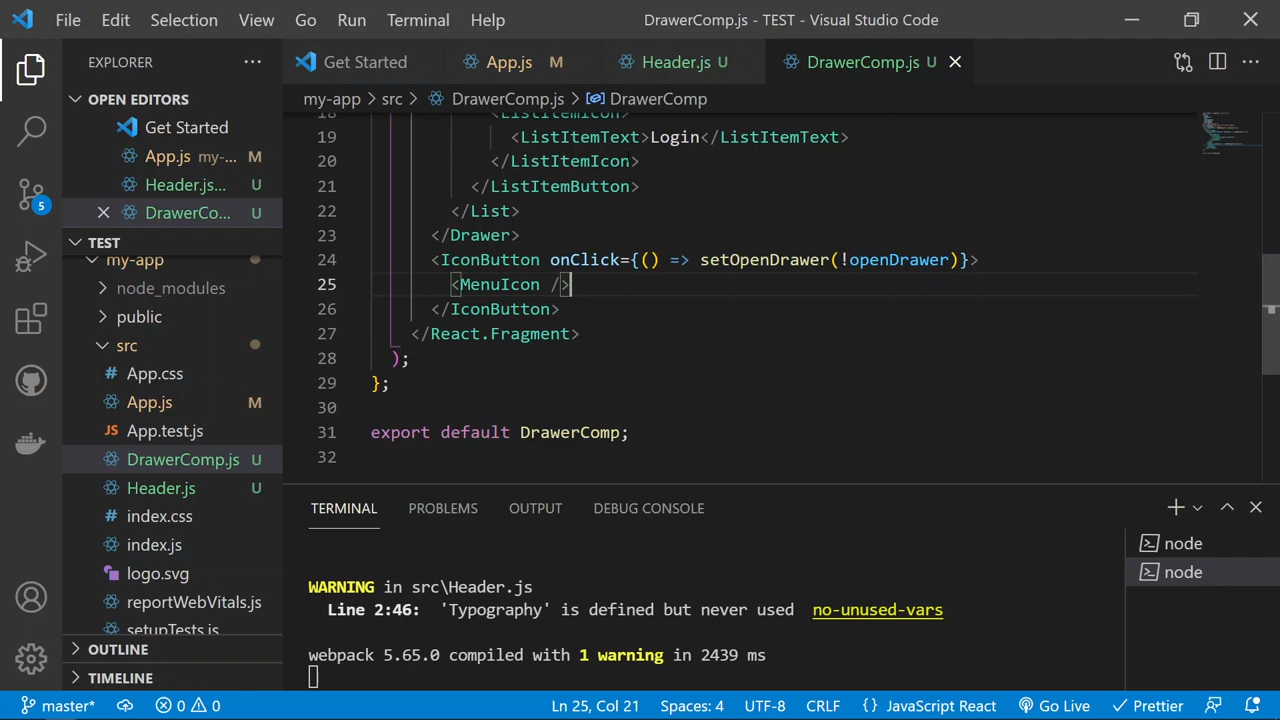 File Edit Selection View Go Run Terminal Help DrawerComp.js - TEST - Visual Studio Code
EXPLORER
OPEN EDITORS
Get Started
App.js my-... M
Header.js... U
DrawerCo... U
TEST
my-app
node_modules
public
src
App.css
App.js M
App.test.js
DrawerComp.js U
Header.js U
index.css
index.js
logo.svg
reportWebVitals.js
setupTests.js
OUTLINE
TIMELINE
5
Get Started App.js M Header.js U DrawerComp.js U
my-app > src > DrawerComp.js > DrawerComp
18 <ListItemIcon>
19 <ListItemText>Login</ListItemText>
20 </ListItemIcon>
21 </ListItemButton>
22 </List>
23 </Drawer>
24 <IconButton onClick={() => setOpenDrawer(!openDrawer)}>
25 <MenuIcon />
26 </IconButton>
27 </React.Fragment>
28 );
29 };
30
31 export default DrawerComp;
32
TERMINAL PROBLEMS OUTPUT DEBUG CONSOLE
WARNING in src\Header.js
Line 2:46: 'Typography' is defined but never used no-unused-vars
webpack 5.65.0 compiled with 1 warning in 2439 ms
node
node
master* 0 0 Ln 25, Col 21 Spaces: 4 UTF-8 CRLF {} JavaScript React Go Live Prettier